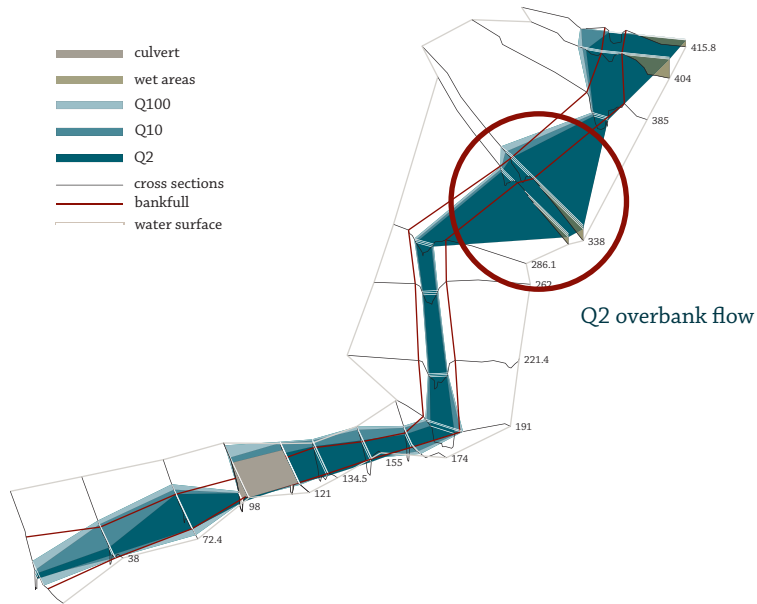 culvert
wet areas
Q100
Q10
Q2
cross sections
bankfull
water surface
415.8
404
385
338
286.1
262
Q2 overbank flow
221.4
191
174
155
134.5
121
98
72.4
38